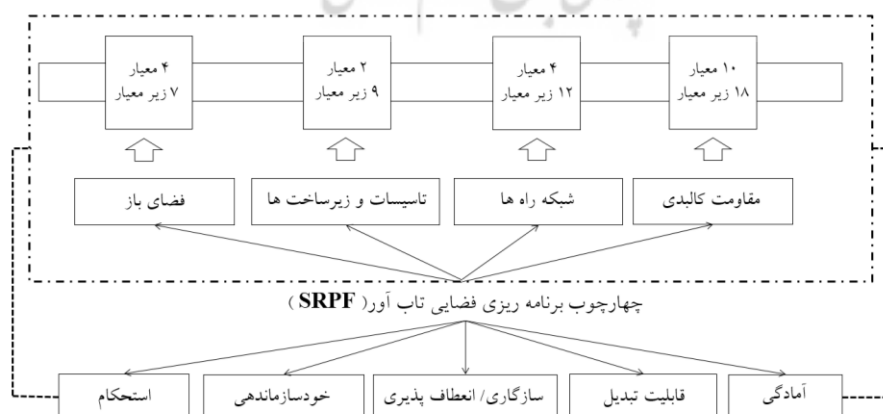 ۱۰ معیار
۱۸ زیر معیار
۴ معیار
۱۲ زیر معیار
۲ معیار
۹ زیر معیار
۴ معیار
۷ زیر معیار
مقاومت کالبدی
شبکه راه ها
تاسیسات و زیرساخت ها
فضای باز
چهارچوب برنامه ریزی فضایی تاب آور( SRPF )
آمادگی
قابلیت تبدیل
سازگاری/ انعطاف پذیری
خودسازماندهی
استحکام